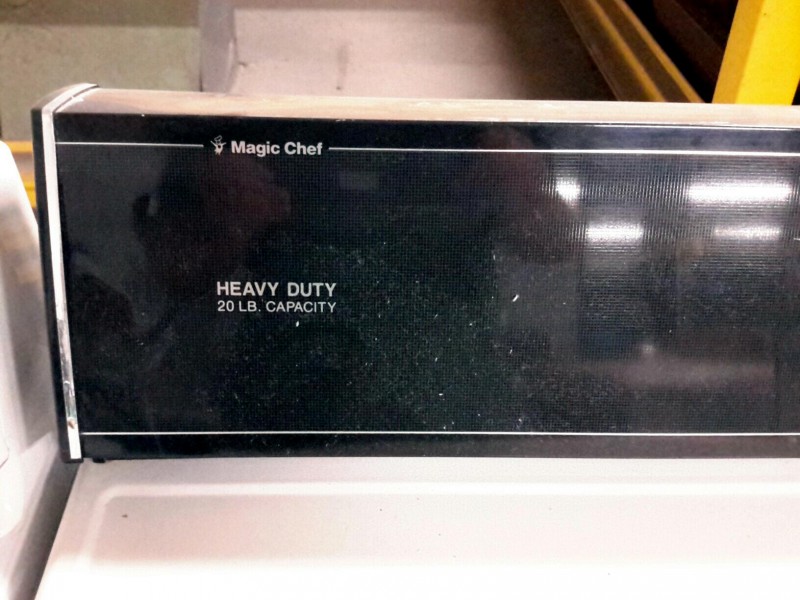 Magic Chef
HEAVY DUTY
20 LB. CAPACITY